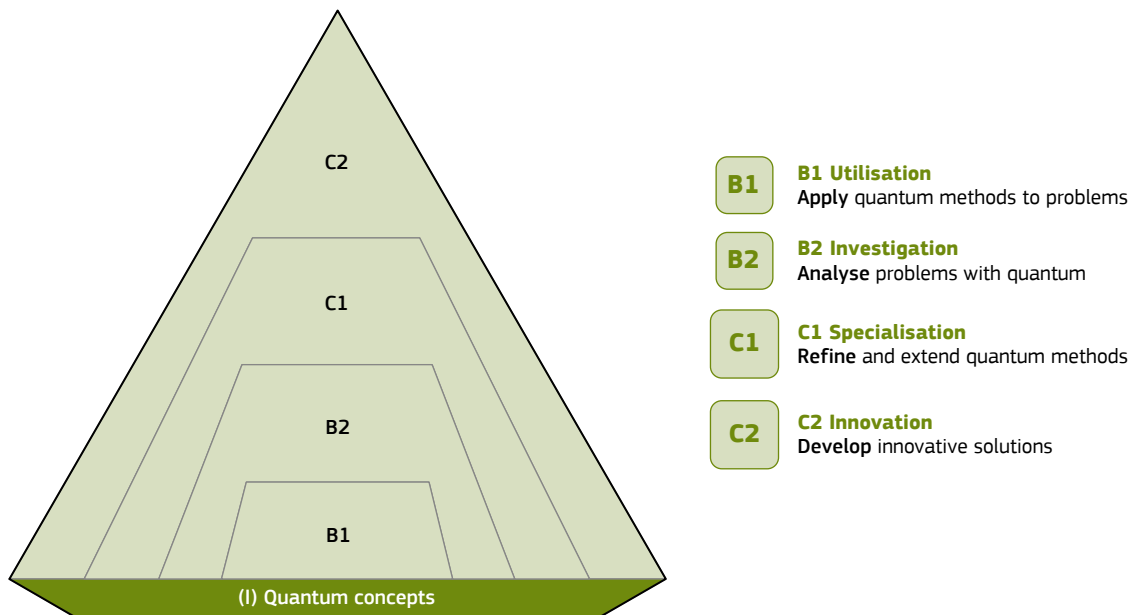 C2
C1
B2
B1
(I) Quantum concepts
B1
B1 Utilisation
Apply quantum methods to problems
B2
B2 Investigation
Analyse problems with quantum
C1
C1 Specialisation
Refine and extend quantum methods
C2
C2 Innovation
Develop innovative solutions